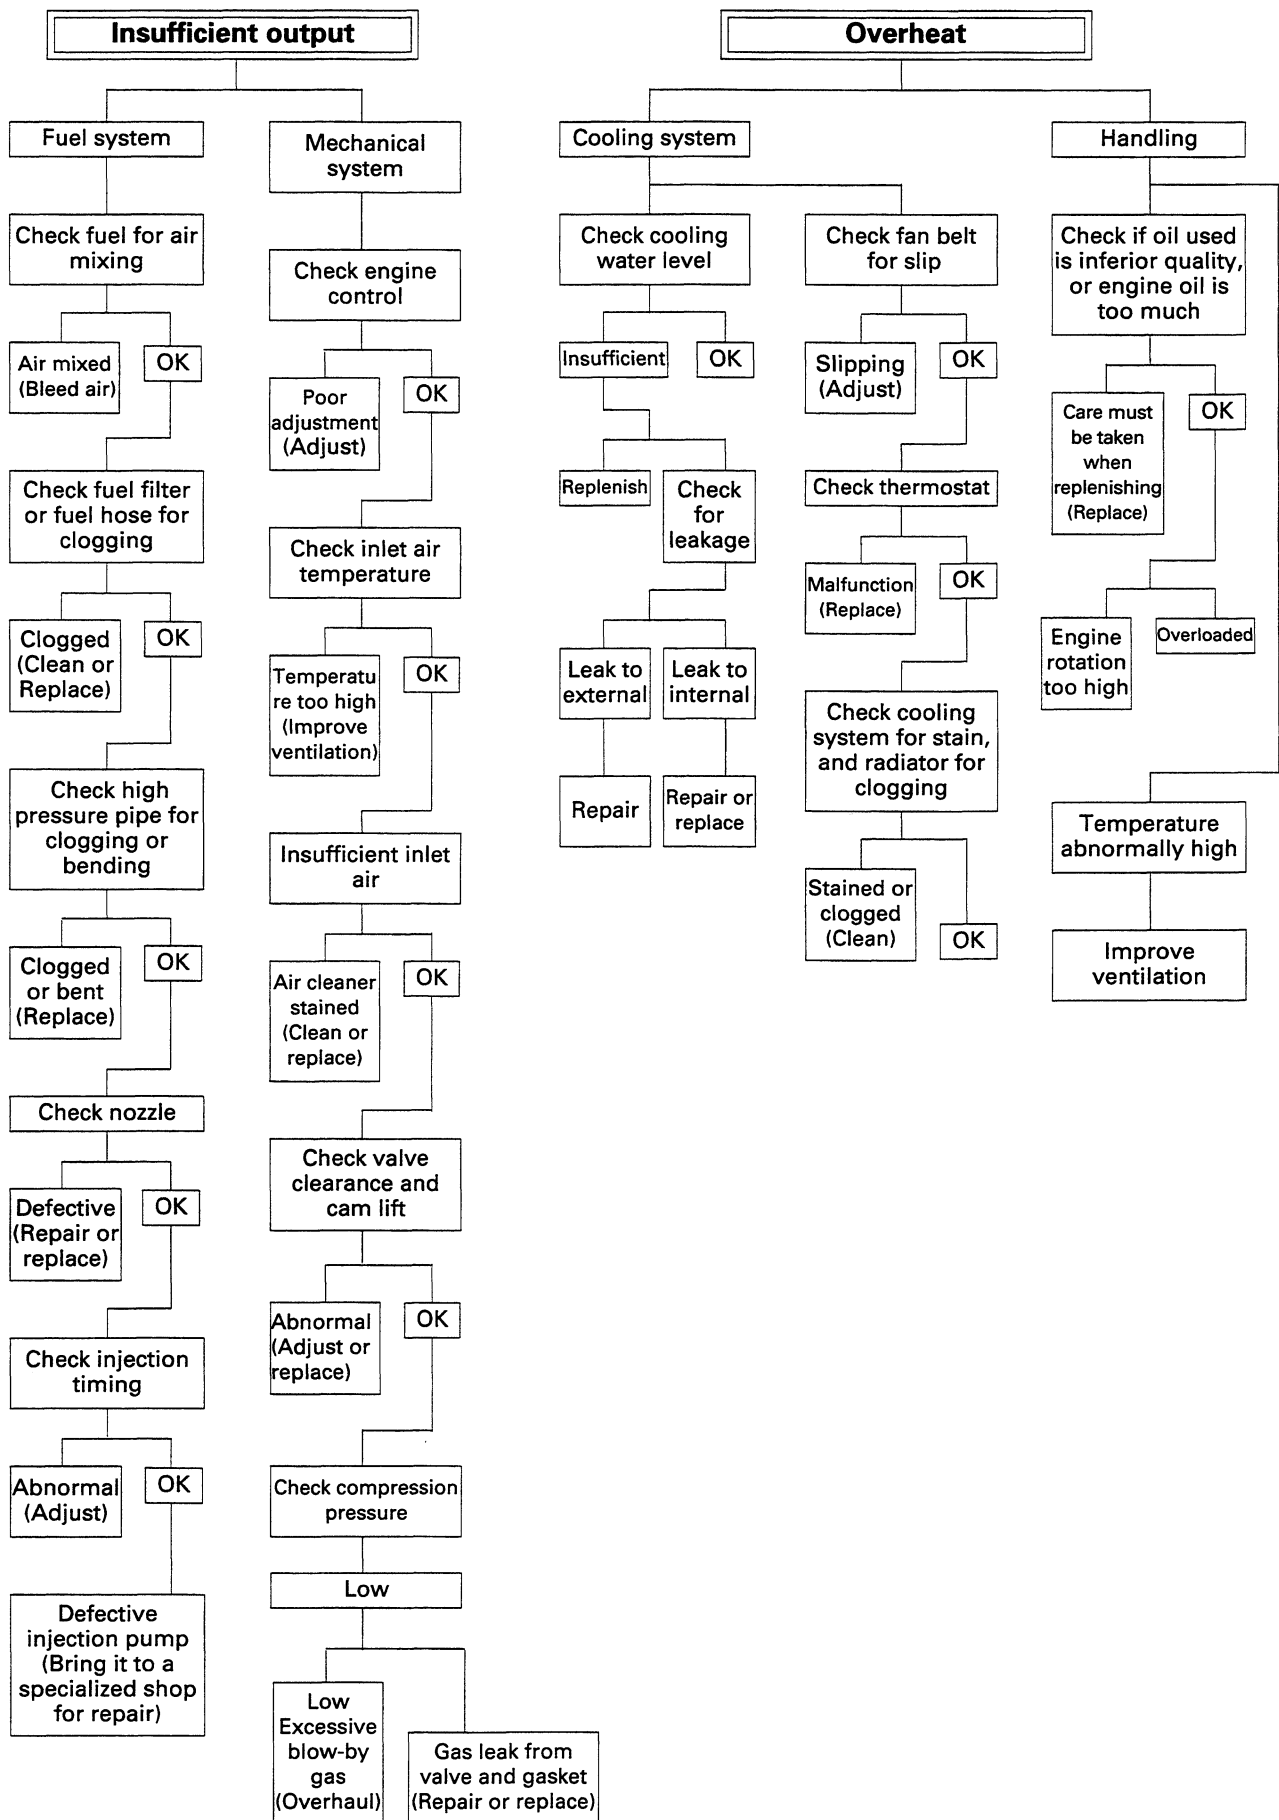 Insufficient output
Fuel system
Check fuel for air
mixing
Air mixed
(Bleed air)
OK
Check fuel filter
or fuel hose for
clogging
Clogged
(Clean or
Replace)
OK
Check high
pressure pipe for
clogging or
bending
Clogged
or bent
(Replace)
OK
Check nozzle
Defective
(Repair or
replace)
OK
Check injection
timing
Abnormal
(Adjust)
OK
Defective
injection pump
(Bring it to a
specialized shop
for repair)
Mechanical
system
Check engine
control
Poor
adjustment
(Adjust)
OK
Check inlet air
temperature
Temperatu
re too high
(Improve
ventilation)
OK
Insufficient inlet
air
Air cleaner
stained
(Clean or
replace)
OK
Check valve
clearance and
cam lift
Abnormal
(Adjust or
replace)
OK
Check compression
pressure
Low
Low
Excessive
blow-by
gas
(Overhaul)
Gas leak from
valve and gasket
(Repair or replace)
Overheat
Cooling system
Check cooling
water level
Insufficient
OK
Replenish
Check
for
leakage
Leak to
external
Leak to
internal
Repair
Repair or
replace
Check fan belt
for slip
Slipping
(Adjust)
OK
Check thermostat
Malfunction
(Replace)
OK
Check cooling
system for stain,
and radiator for
clogging
Stained or
clogged
(Clean)
OK
Handling
Check if oil used
is inferior quality,
or engine oil is
too much
Care must
be taken
when
replenishing
(Replace)
OK
Engine
rotation
too high
Overloaded
Temperature
abnormally high
Improve
ventilation